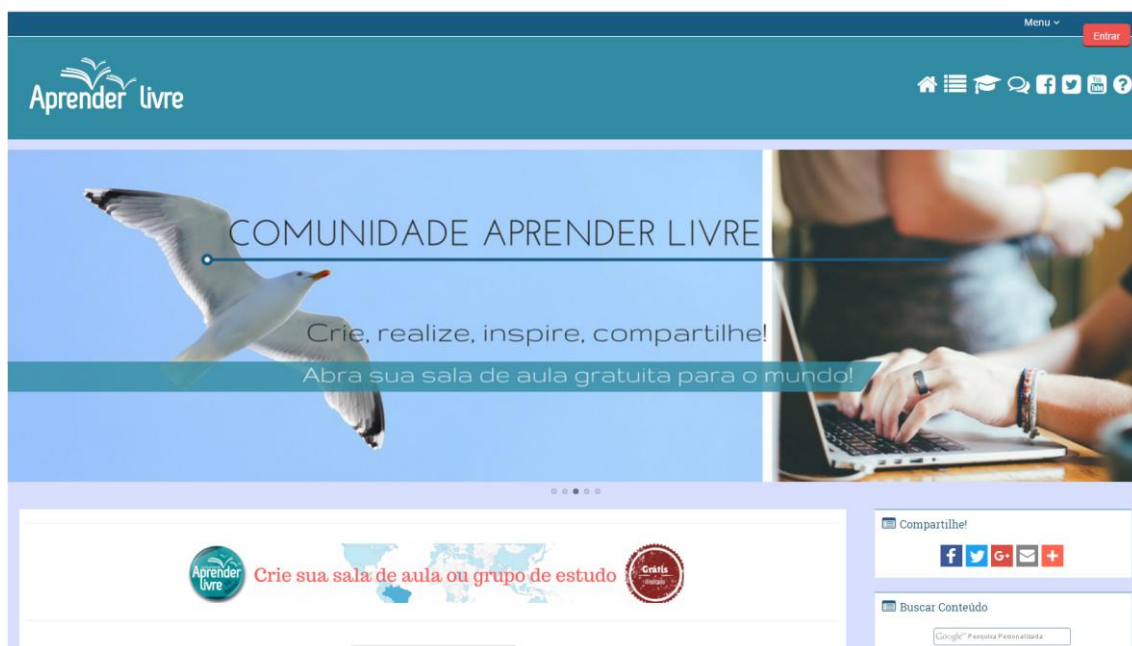 Menu
Entrar
Aprender livre
COMUNIDADE APRENDER LIVRE
Crie, realize, inspire, compartilhe!
Abra sua sala de aula gratuita para o mundo!
Compartilhe!
Aprender livre
Crie sua sala de aula ou grupo de estudo
Grátis
Buscar Conteúdo
Google™ Pesquisa Personalizada